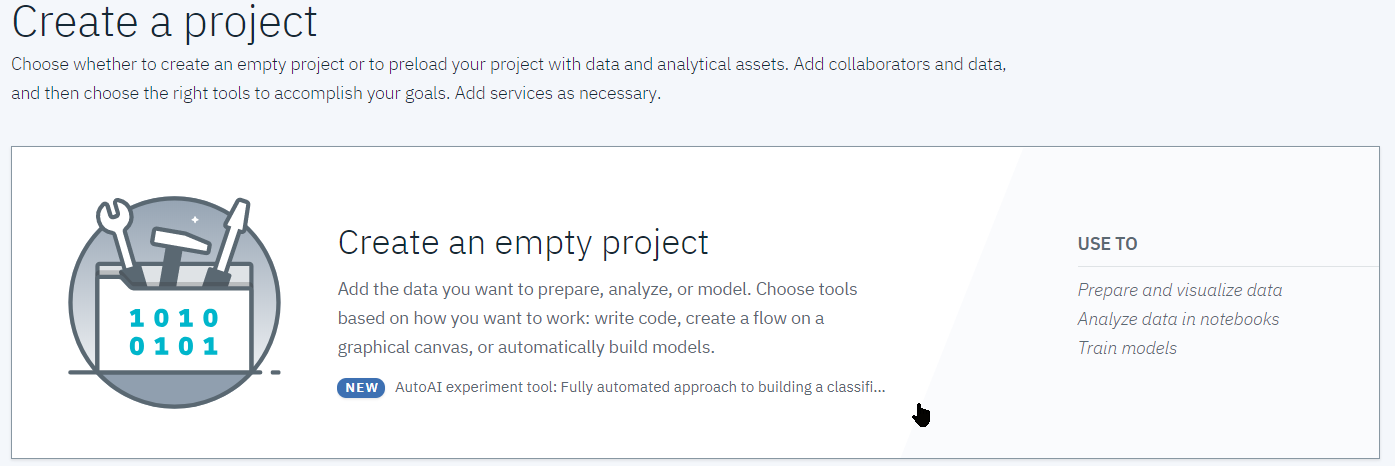 Create a project
Choose whether to create an empty project or to preload your project with data and analytical assets. Add collaborators and data,
and then choose the right tools to accomplish your goals. Add services as necessary.
1010
0101
Create an empty project
Add the data you want to prepare, analyze, or model. Choose tools
based on how you want to work: write code, create a flow on a
graphical canvas, or automatically build models.
NEW AutoAI experiment tool: Fully automated approach to building a classifi...
USE TO
Prepare and visualize data
Analyze data in notebooks
Train models